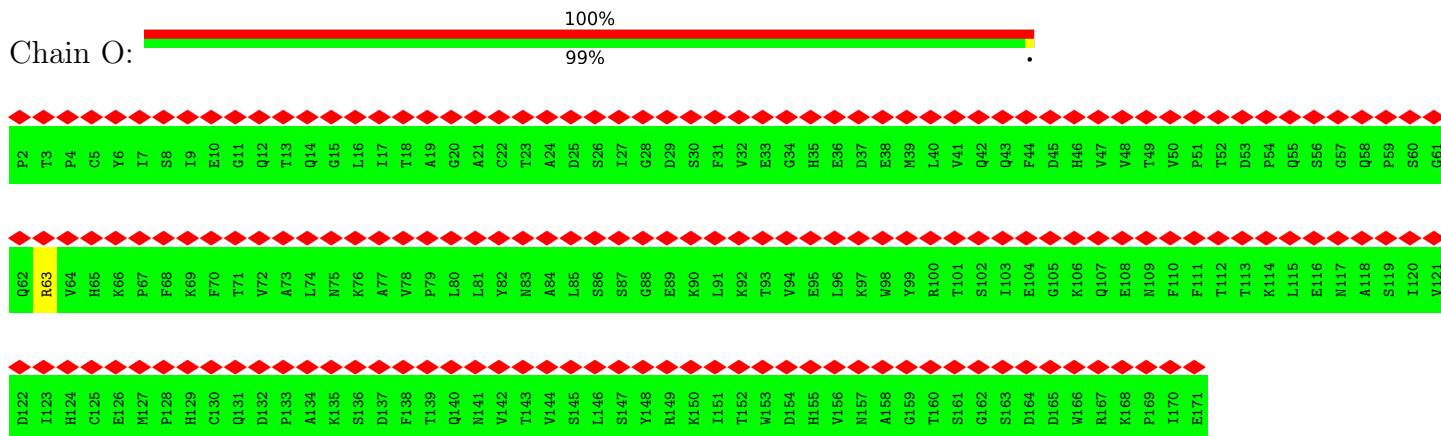 100%
Chain O:
99% .
P2 T3 P4 C5 Y6 I7 S8 I9 E10 G11 Q12 T13 Q14 G15 L16 I17 T18 A19 G20 A21 C22 T23 A24 D25 S26 I27 G28 D29 S30 F31 V32 E33 G34 H35 E36 D37 E38 M39 L40 V41 Q42 Q43 F44 D45 H46 V47 V48 T49 V50 P51 T52 D53 P54 Q55 S56 G57 Q58 P59 S60 G61
Q62 R63 V64 H65 K66 P67 F68 K69 F70 T71 V72 A73 L74 N75 K76 A77 V78 P79 L80 L81 Y82 N83 A84 L85 S86 S87 G88 E89 K90 L91 K92 T93 V94 E95 L96 K97 W98 Y99 R100 T101 S102 I103 E104 G105 K106 Q107 E108 N109 F110 F111 T112 T113 K114 L115 E116 N117 A118 S119 I120 V121
D122 I123 H124 C125 E126 M127 P128 H129 C130 Q131 D132 P133 A134 K135 S136 D137 F138 T139 Q140 N141 V142 T143 V144 S145 L146 S147 Y148 R149 K150 I151 T152 W153 D154 H155 V156 N157 A158 G159 T160 S161 G162 S163 D164 D165 W166 R167 K168 P169 I170 E171